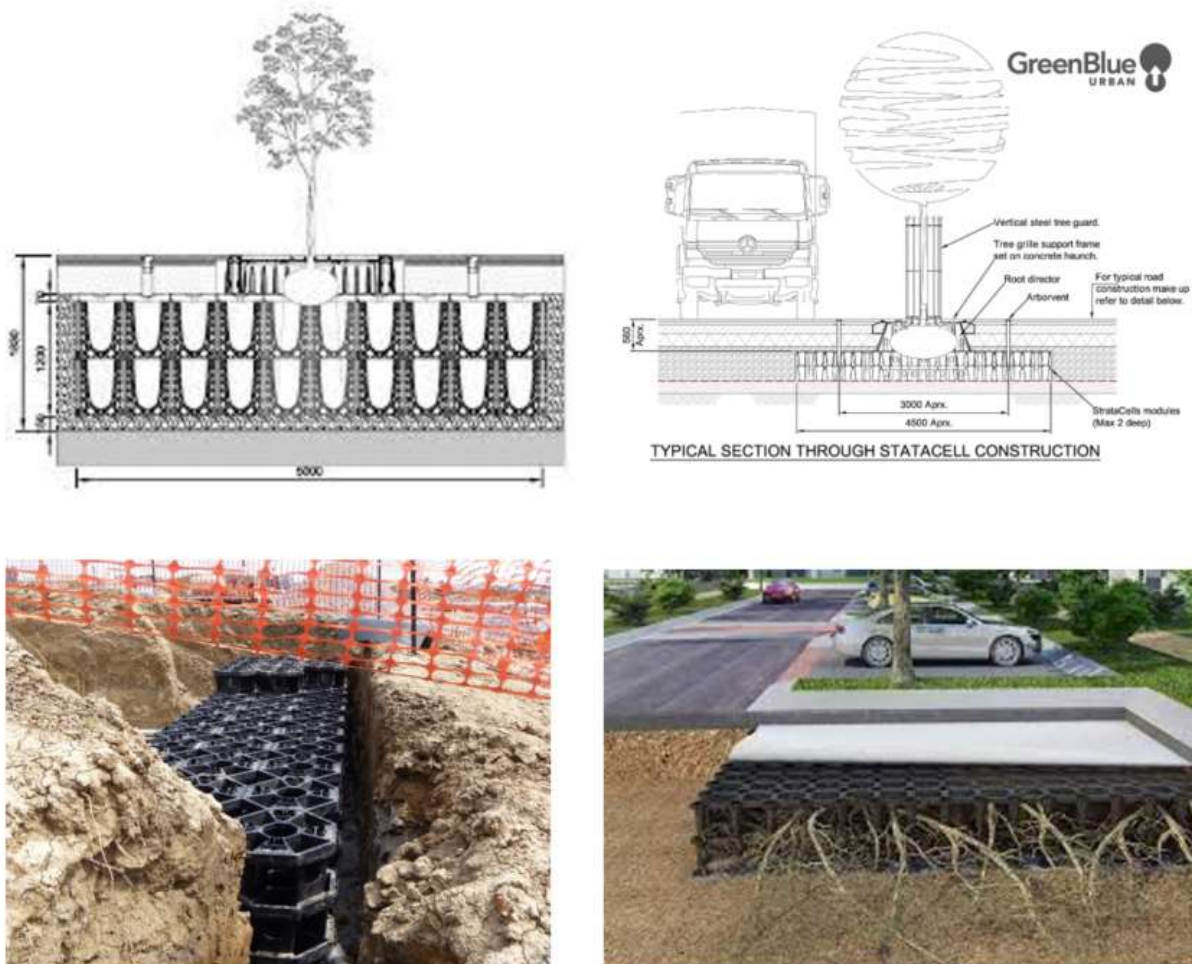 GreenBlue
URBAN
Vertical steel tree guard.
Tree grille support frame
set on concrete haunch.
Root director
Arborvent
For typical road
construction make up
refer to detail below.
560
Aprx.
3000 Aprx.
4500 Aprx.
StrataCells modules
(Max 2 deep)
TYPICAL SECTION THROUGH STATACELL CONSTRUCTION
1200
5000